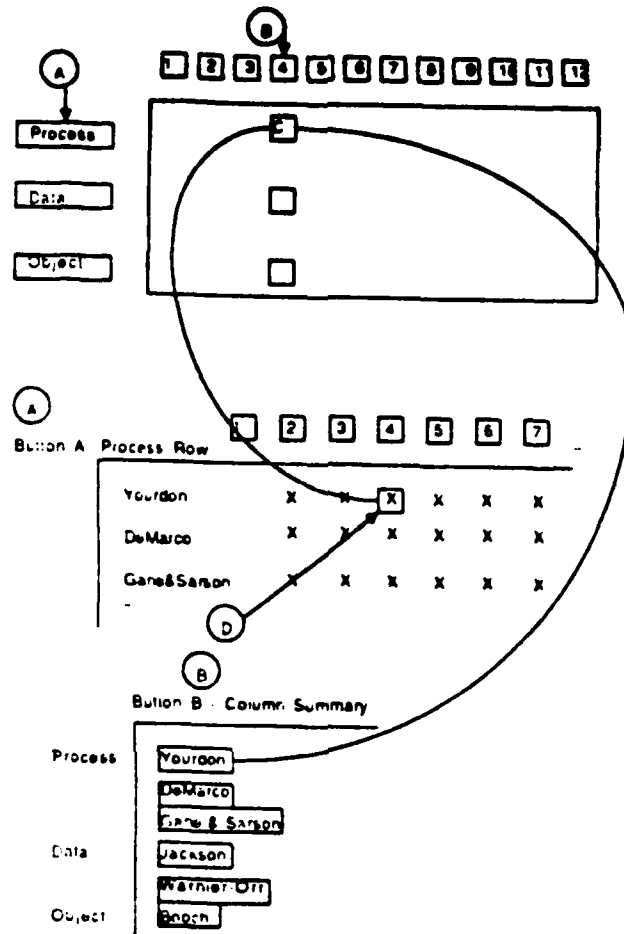 B
A
1 2 3 4 5 6 7 8 9 10 11 12
Process
C
Data
Object
A
1 2 3 4 5 6 7
Button A Process Row
Yourdon X X X X X X
DeMarco X X X X X X
Gane&Sarson X X X X X X
D
B
Button B - Column Summary
Process Yourdon
DeMarco
Gane & Sarson
Data Jackson
Warnier-Orr
Object Booch